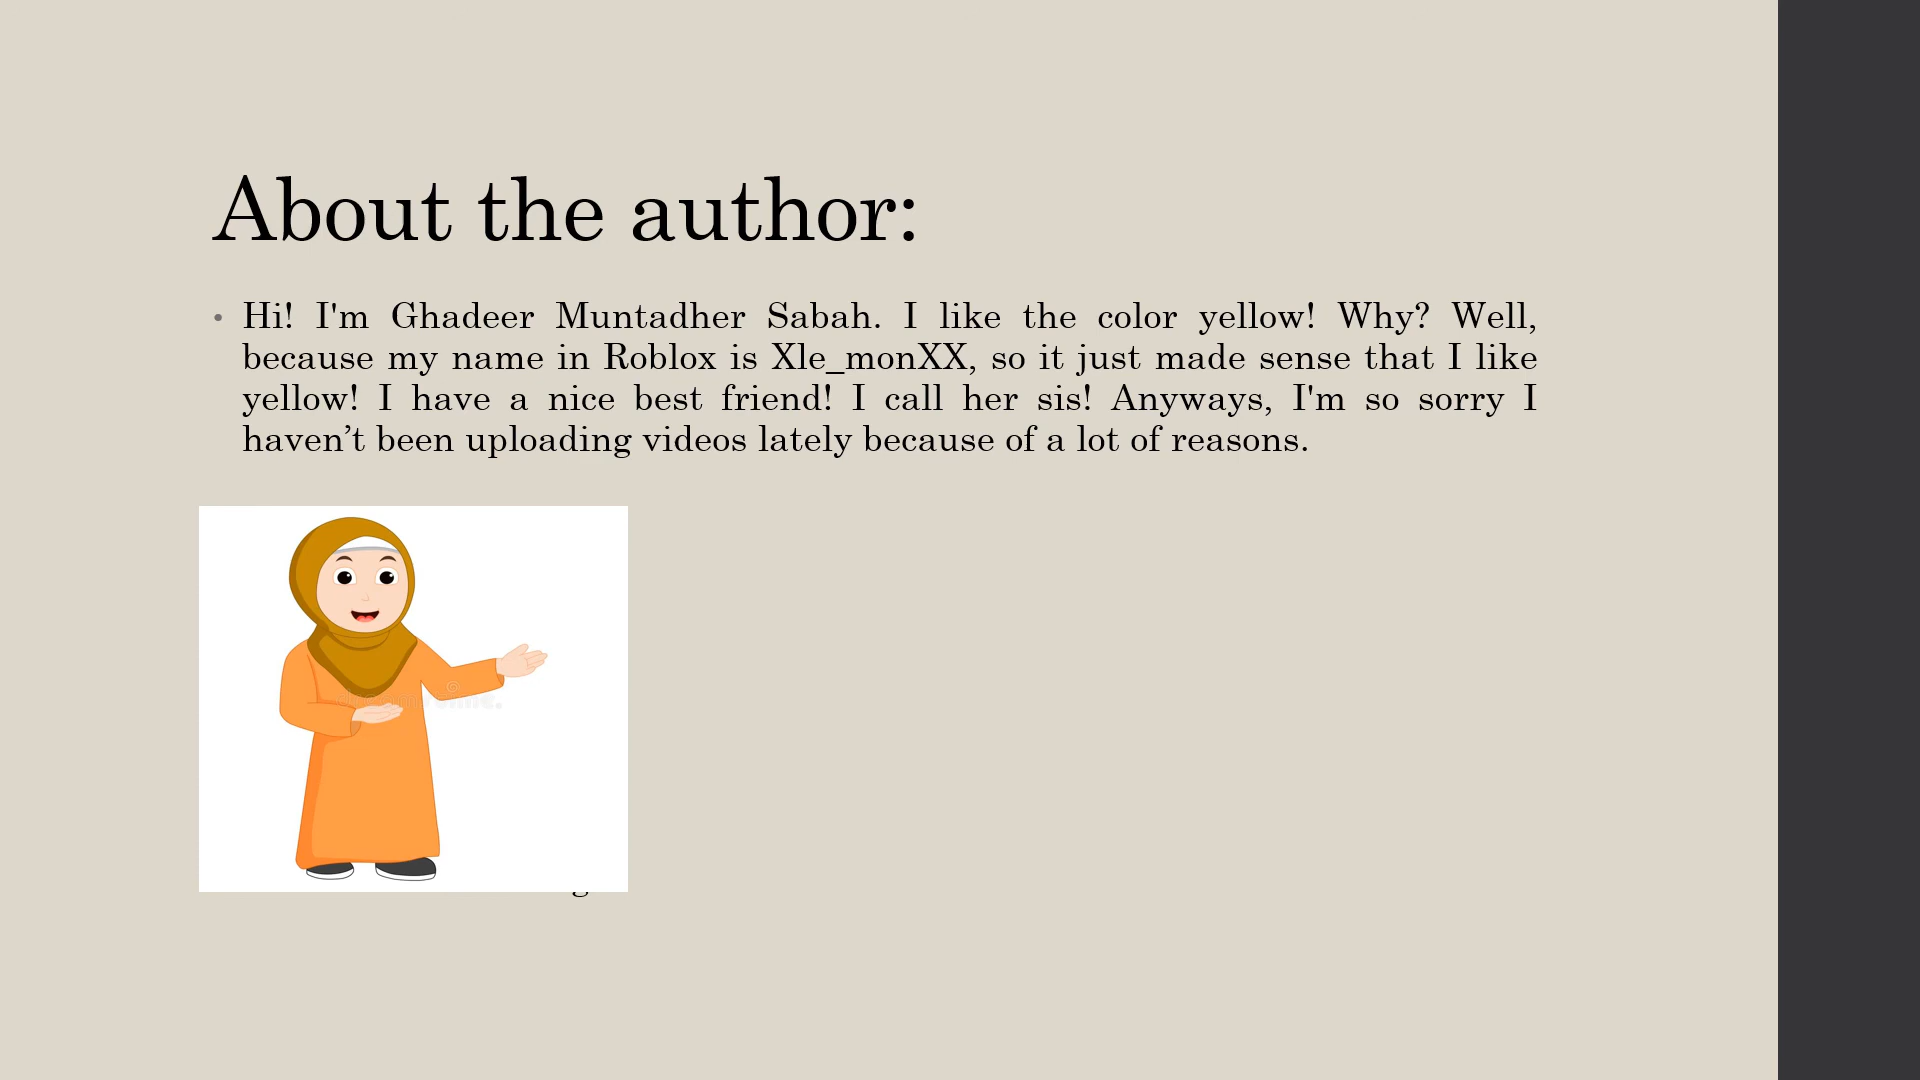 About the author:
• Hi! I'm Ghadeer Muntadher Sabah. I like the color yellow! Why? Well,
because my name in Roblox is Xle_monXX, so it just made sense that I like
yellow! I have a nice best friend! I call her sis! Anyways, I'm so sorry I
haven’t been uploading videos lately because of a lot of reasons.